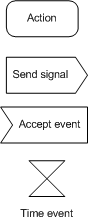 Action
Send signal
Accept event
Time event